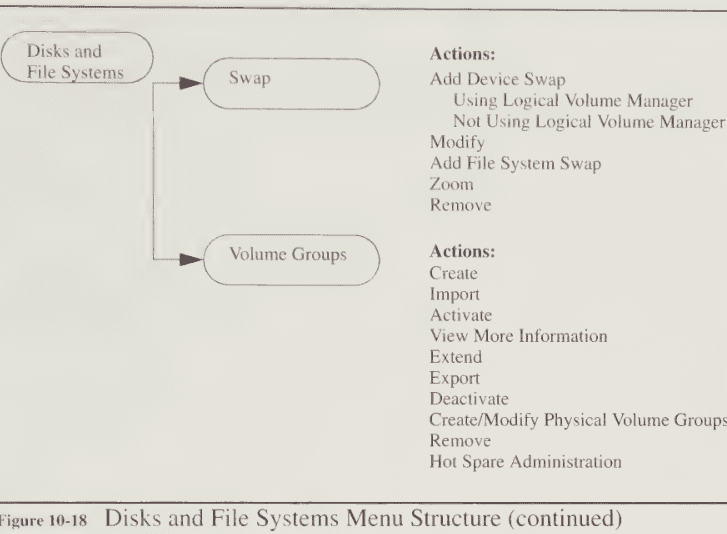 Disks and
File Systems
Swap
Actions:
Add Device Swap
Using Logical Volume Manager
Not Using Logical Volume Manager
Modify
Add File System Swap
Zoom
Remove
Volume Groups
Actions:
Create
Import
Activate
View More Information
Extend
Export
Deactivate
Create/Modify Physical Volume Groups
Remove
Hot Spare Administration
Figure 10-18 Disks and File Systems Menu Structure (continued)